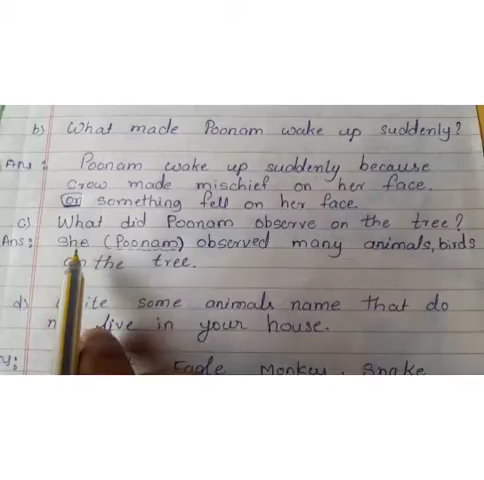 b) What made Poonam wake up suddenly?
Ans: Poonam wake up suddenly because
Crow made mischief on her face.
or something fell on her face.
c) What did Poonam observe on the tree?
Ans: She (Poonam) observed many animals, birds
on the tree.
d) some animals name that do
live in your house.
Eagle Monkey, Snake